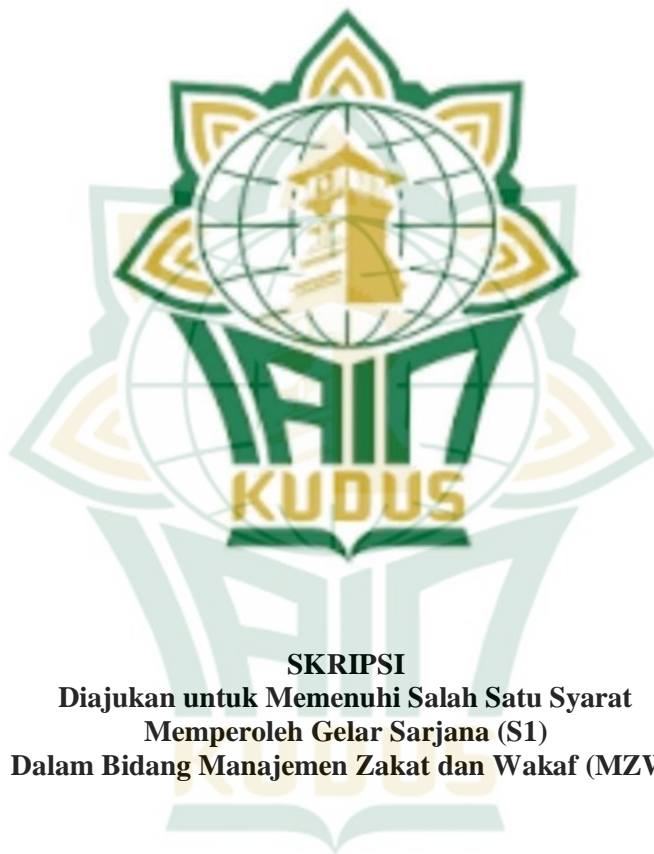 IAIN
KUDUS
SKRIPSI
Diajukan untuk Memenuhi Salah Satu Syarat
Memperoleh Gelar Sarjana (S1)
Dalam Bidang Manajemen Zakat dan Wakaf (MZW